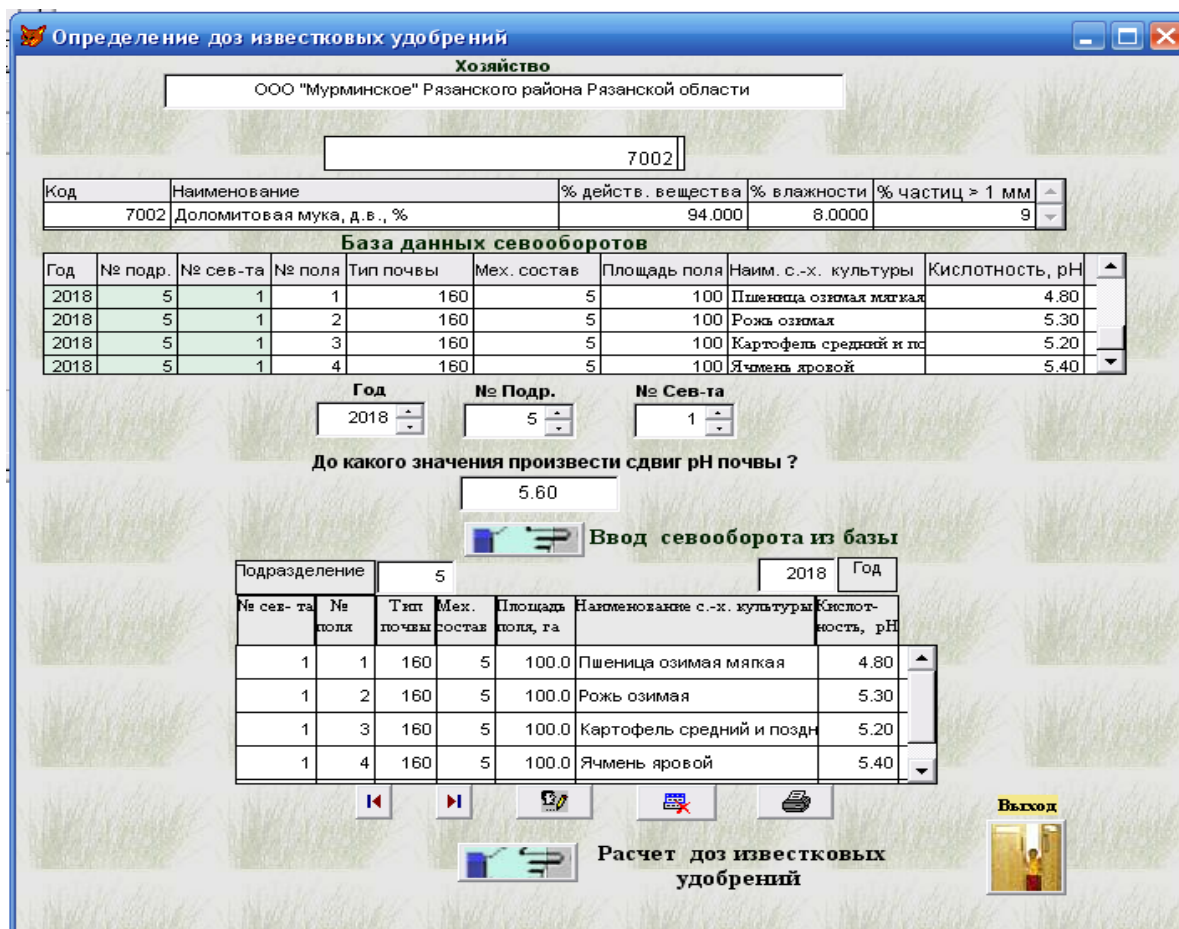 Определение доз известковых удобрений
Хозяйство
ООО "Мурминское" Рязанского района Рязанской области
7002
Код Наименование % действ. вещества % влажности % частиц > 1 мм
7002 Доломитовая мука, д.в., % 94.000 8.0000 9
База данных севооборотов
Год № подр. № сев-та № поля Тип почвы Мех. состав Площадь поля Наим. с.-х. культуры Кислотность, рН
2018 5 1 1 160 5 100 Пшеница озимая мягкая 4.80
2018 5 1 2 160 5 100 Рожь озимая 5.30
2018 5 1 3 160 5 100 Картофель средний и по 5.20
2018 5 1 4 160 5 100 Ячмень яровой 5.40
Год № Подр. № Сев-та
2018 5 1
До какого значения произвести сдвиг рН почвы ?
5.60
Ввод севооборота из базы
Подразделение 5 2018 Год
№ сев- та № Тип Мех. Площадь Наименование с.-х. культуры Кислот-
поля почвы состав поля, га ность, рН
1 1 160 5 100.0 Пшеница озимая мягкая 4.80
1 2 160 5 100.0 Рожь озимая 5.30
1 3 160 5 100.0 Картофель средний и поздн 5.20
1 4 160 5 100.0 Ячмень яровой 5.40
Выход
Расчет доз известковых
удобрений